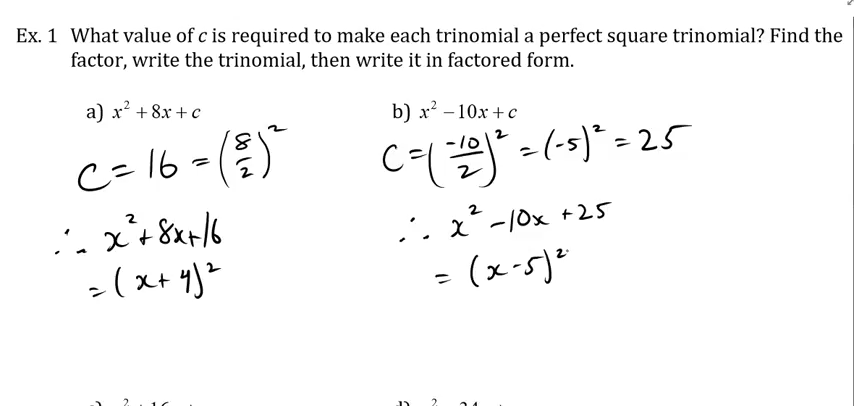 Ex. 1 What value of c is required to make each trinomial a perfect square trinomial? Find the
factor, write the trinomial, then write it in factored form.
a) x² + 8x + c
C = 16 = (8/2)²
∴ x² + 8x + 16
= (x + 4)²
b) x² − 10x + c
C = (−10/2)² = (−5)² = 25
∴ x² − 10x + 25
= (x − 5)²